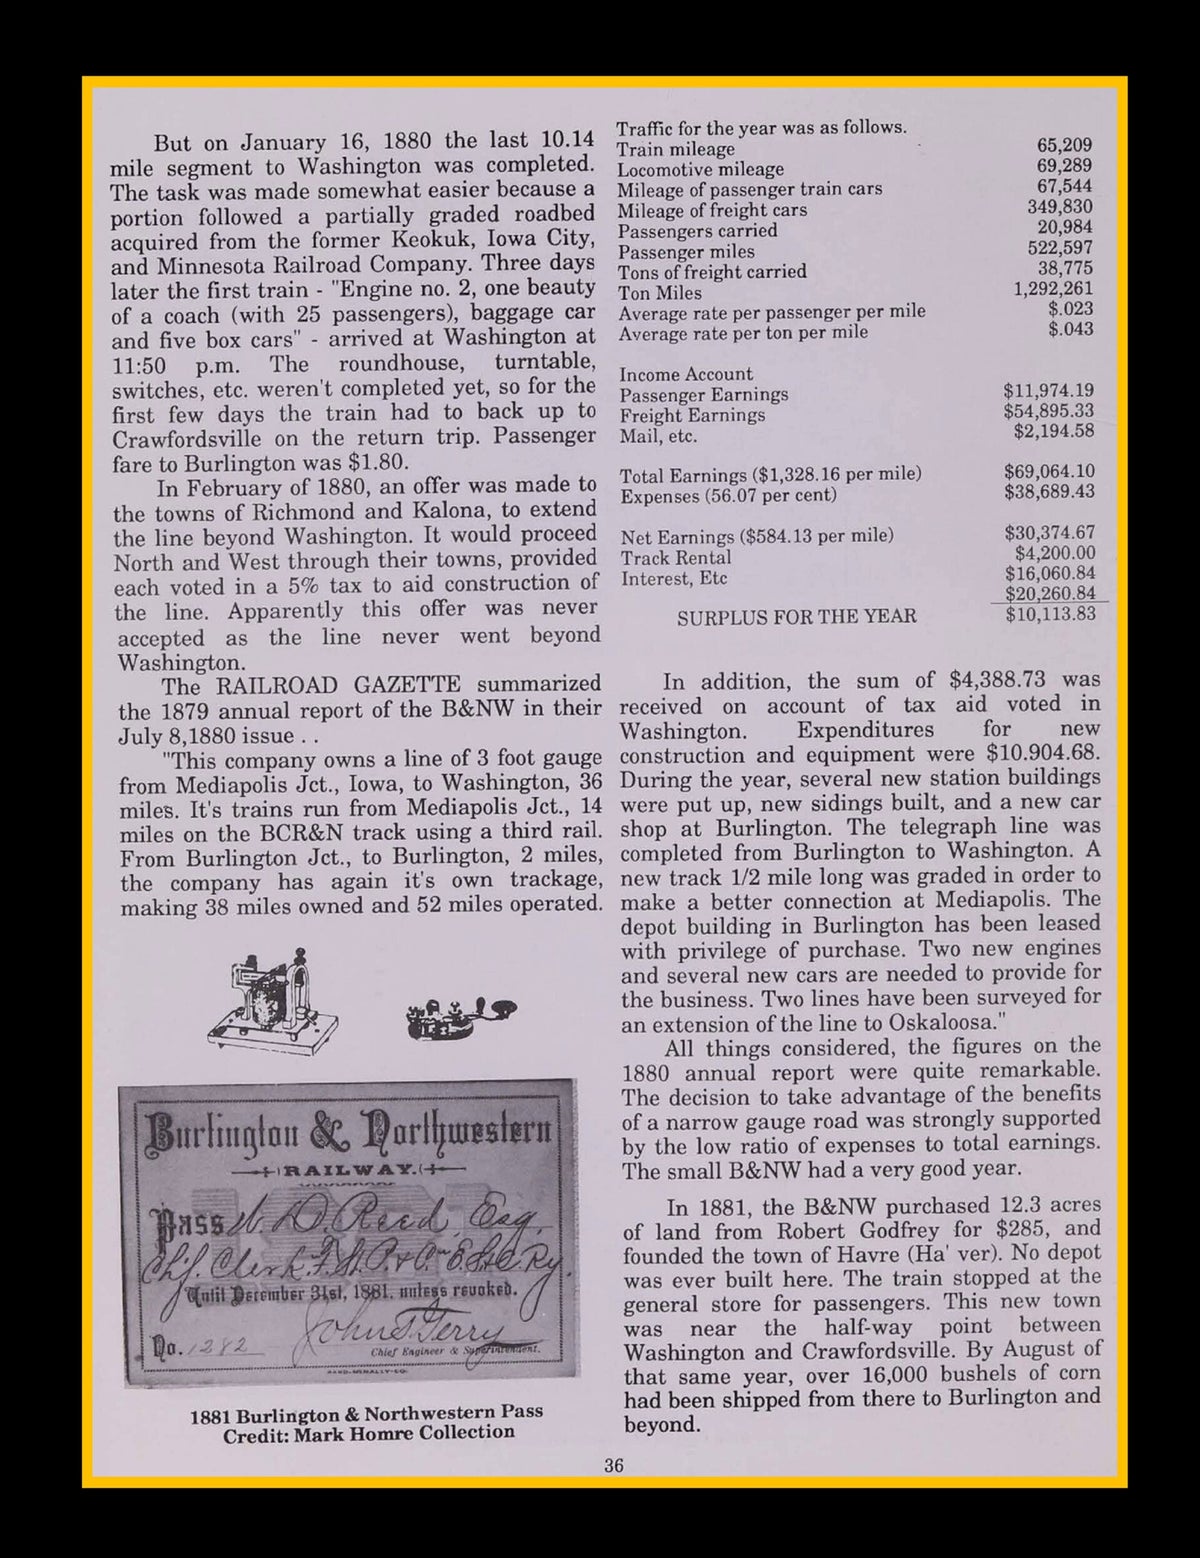 But on January 16, 1880 the last 10.14
mile segment to Washington was completed.
The task was made somewhat easier because a
portion followed a partially graded roadbed
acquired from the former Keokuk, Iowa City,
and Minnesota Railroad Company. Three days
later the first train - "Engine no. 2, one beauty
of a coach (with 25 passengers), baggage car
and five box cars" - arrived at Washington at
11:50 p.m. The roundhouse, turntable,
switches, etc. weren't completed yet, so for the
first few days the train had to back up to
Crawfordsville on the return trip. Passenger
fare to Burlington was $1.80.
In February of 1880, an offer was made to
the towns of Richmond and Kalona, to extend
the line beyond Washington. It would proceed
North and West through their towns, provided
each voted in a 5% tax to aid construction of
the line. Apparently this offer was never
accepted as the line never went beyond
Washington.
The RAILROAD GAZETTE summarized
the 1879 annual report of the B&NW in their
July 8,1880 issue . .
"This company owns a line of 3 foot gauge
from Mediapolis Jct., Iowa, to Washington, 36
miles. It's trains run from Mediapolis Jct., 14
miles on the BCR&N track using a third rail.
From Burlington Jct., to Burlington, 2 miles,
the company has again it's own trackage,
making 38 miles owned and 52 miles operated.
Burlington & Northwestern
RAILWAY.
Pass W. D. Reed, Esq.
Chf. Clerk
Until December 31st, 1881. unless revoked.
No. 1282 John T. Gerry
Chief Engineer & Superintendent.
RAND-MCNALLY-CO.
1881 Burlington & Northwestern Pass
Credit: Mark Homre Collection
Traffic for the year was as follows.
Train mileage 65,209
Locomotive mileage 69,289
Mileage of passenger train cars 67,544
Mileage of freight cars 349,830
Passengers carried 20,984
Passenger miles 522,597
Tons of freight carried 38,775
Ton Miles 1,292,261
Average rate per passenger per mile $.023
Average rate per ton per mile $.043
Income Account
Passenger Earnings $11,974.19
Freight Earnings $54,895.33
Mail, etc. $2,194.58
Total Earnings ($1,328.16 per mile) $69,064.10
Expenses (56.07 per cent) $38,689.43
Net Earnings ($584.13 per mile) $30,374.67
Track Rental $4,200.00
Interest, Etc $16,060.84
$20,260.84
SURPLUS FOR THE YEAR $10,113.83
In addition, the sum of $4,388.73 was
received on account of tax aid voted in
Washington. Expenditures for new
construction and equipment were $10.904.68.
During the year, several new station buildings
were put up, new sidings built, and a new car
shop at Burlington. The telegraph line was
completed from Burlington to Washington. A
new track 1/2 mile long was graded in order to
make a better connection at Mediapolis. The
depot building in Burlington has been leased
with privilege of purchase. Two new engines
and several new cars are needed to provide for
the business. Two lines have been surveyed for
an extension of the line to Oskaloosa."
All things considered, the figures on the
1880 annual report were quite remarkable.
The decision to take advantage of the benefits
of a narrow gauge road was strongly supported
by the low ratio of expenses to total earnings.
The small B&NW had a very good year.
In 1881, the B&NW purchased 12.3 acres
of land from Robert Godfrey for $285, and
founded the town of Havre (Ha' ver). No depot
was ever built here. The train stopped at the
general store for passengers. This new town
was near the half-way point between
Washington and Crawfordsville. By August of
that same year, over 16,000 bushels of corn
had been shipped from there to Burlington and
beyond.
36